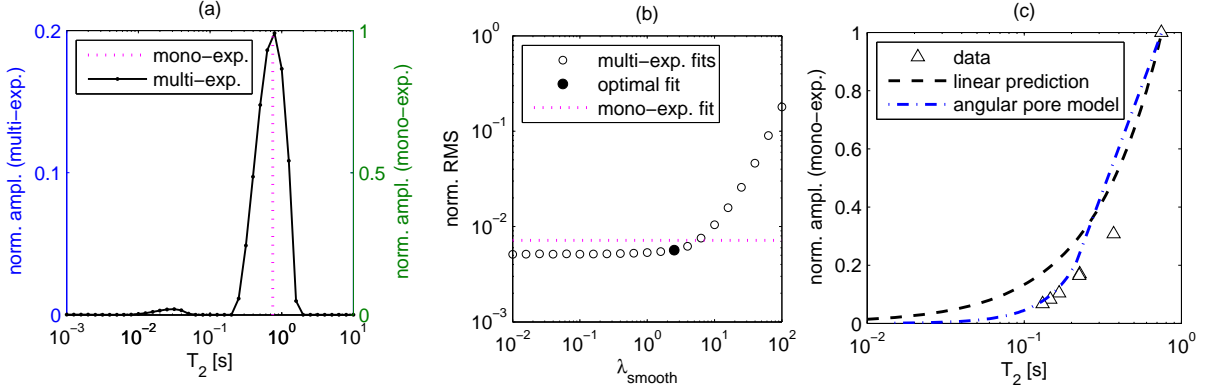 (a)
norm. ampl. (multi−exp.)
0.2
0.1
0
mono−exp.
multi−exp.
1
0.5
0
norm. ampl. (mono−exp.)
10^−3 10^−2 10^−1 10^0 10^1
T_2 [s]
(b)
norm. RMS
10^0
10^−1
10^−2
10^−3
multi−exp. fits
optimal fit
mono−exp. fit
10^−2 10^−1 10^0 10^1 10^2
λ_smooth
(c)
norm. ampl. (mono−exp.)
1
0.8
0.6
0.4
0.2
0
data
linear prediction
angular pore model
10^−2 10^−1 10^0
T_2 [s]